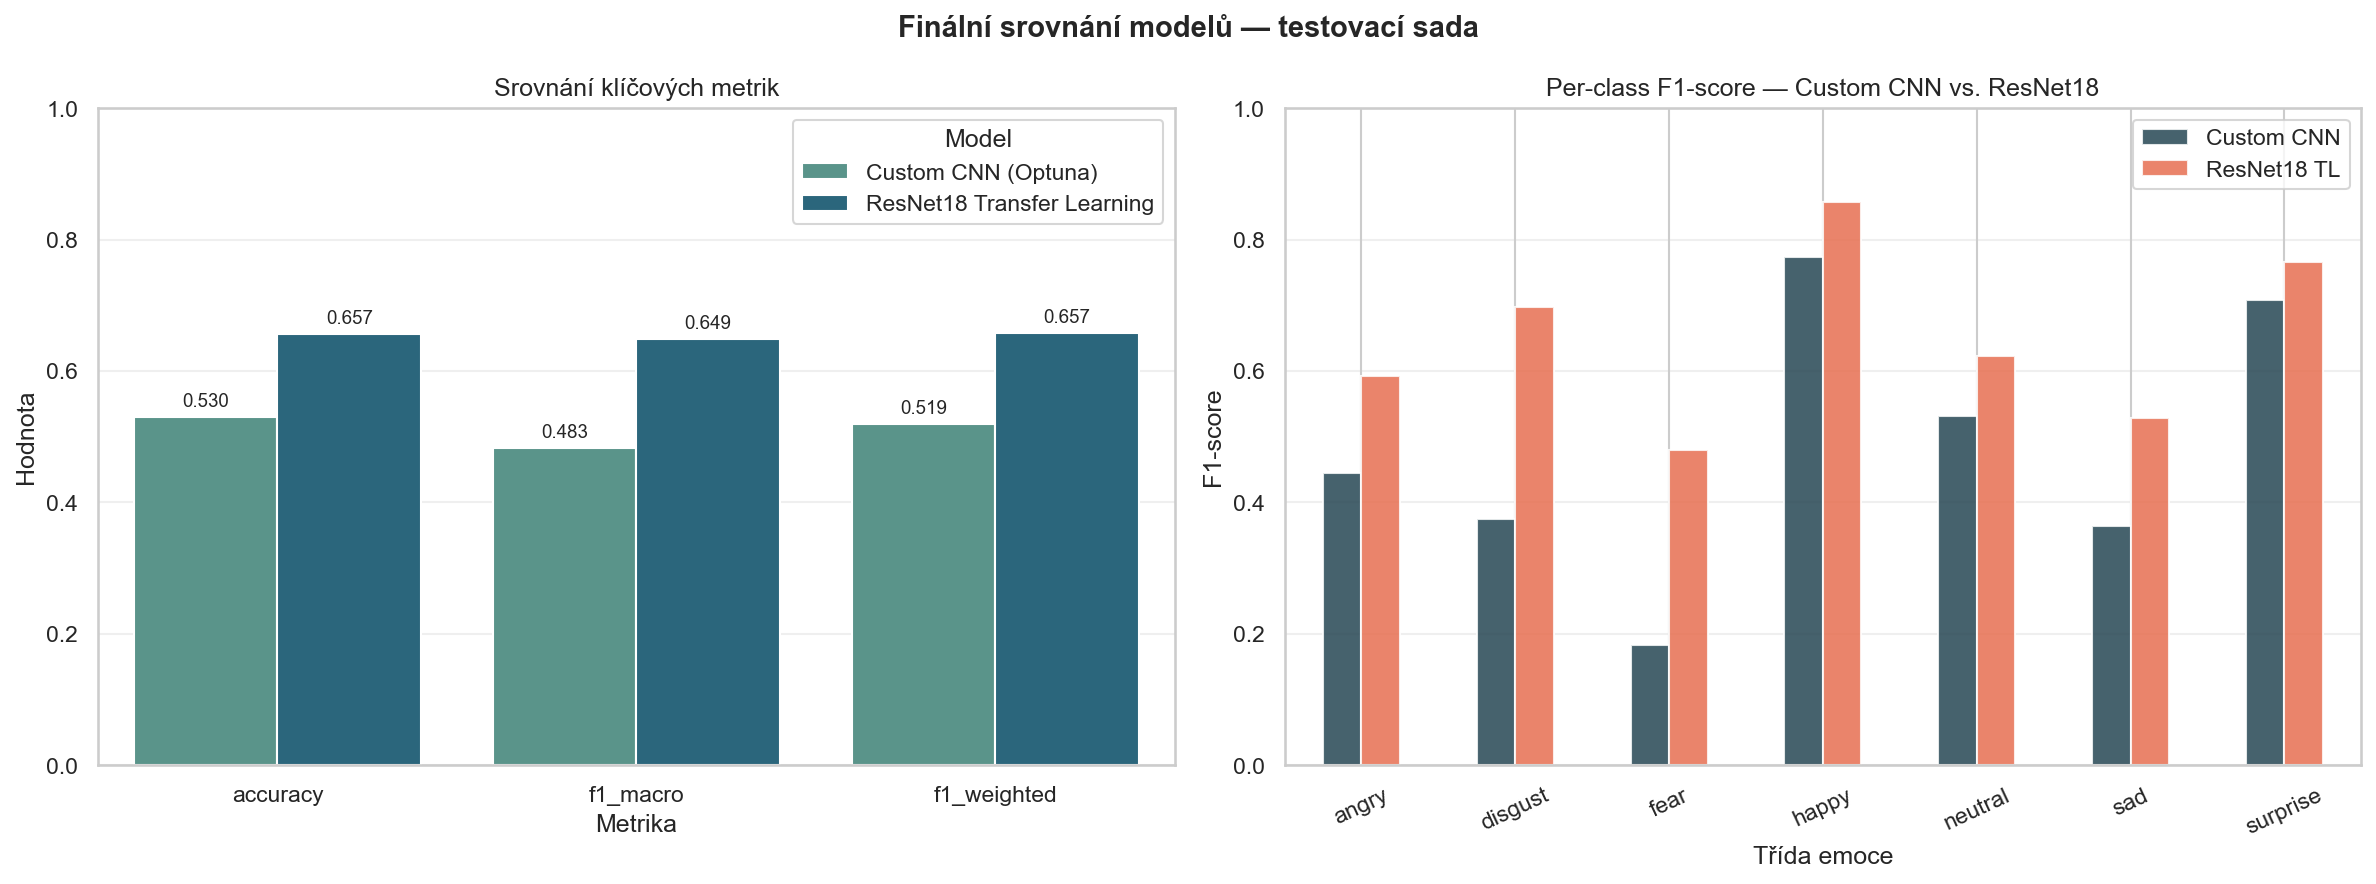 Finální srovnání modelů — testovací sada
Srovnání klíčových metrik
Hodnota
1.0
0.8
0.6
0.4
0.2
0.0
Model
Custom CNN (Optuna)
ResNet18 Transfer Learning
0.530
0.657
0.483
0.649
0.519
0.657
accuracy
f1_macro
f1_weighted
Metrika
Per-class F1-score — Custom CNN vs. ResNet18
F1-score
1.0
0.8
0.6
0.4
0.2
0.0
Custom CNN
ResNet18 TL
angry
disgust
fear
happy
neutral
sad
surprise
Třída emoce